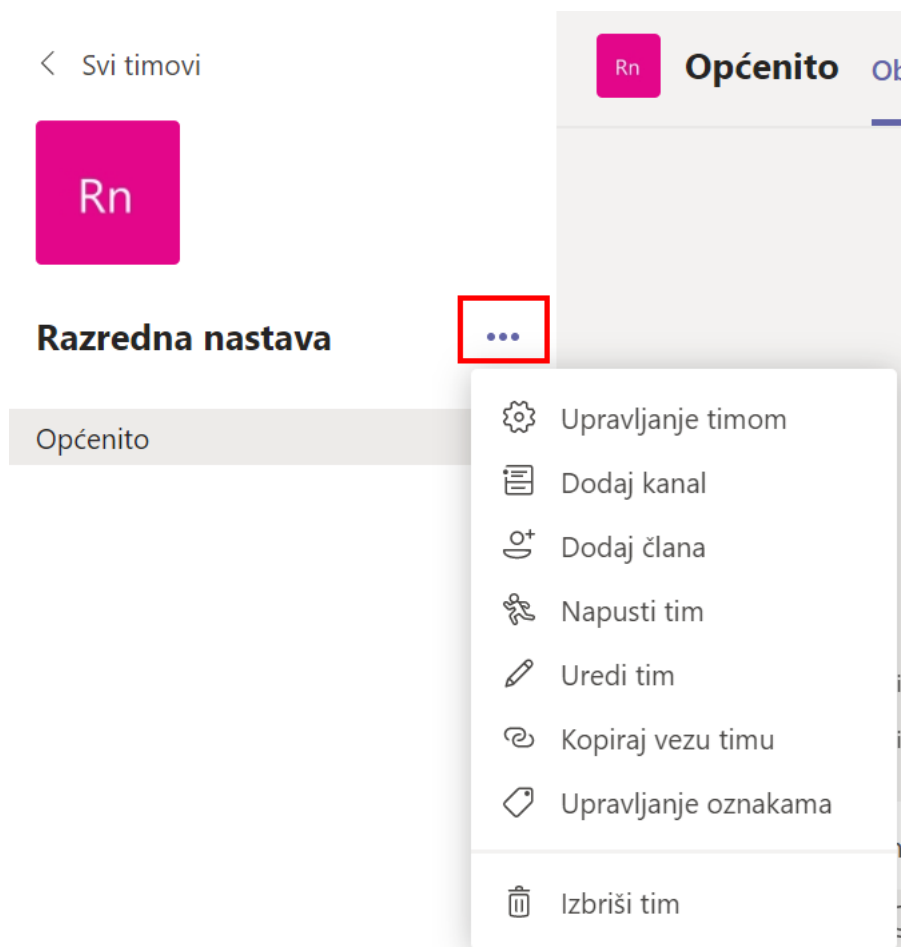 Svi timovi
Rn
Općenito
Rn
Razredna nastava
Općenito
Upravljanje timom
Dodaj kanal
Dodaj člana
Napusti tim
Uredi tim
Kopiraj vezu timu
Upravljanje oznakama
Izbriši tim